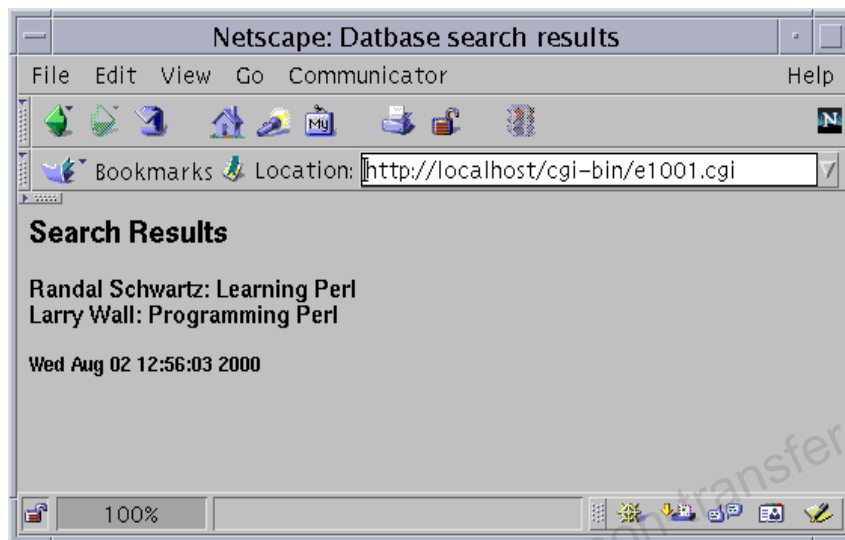 Netscape: Datbase search results
File Edit View Go Communicator Help
My N
Bookmarks Location: http://localhost/cgi-bin/e1001.cgi
Search Results
Randal Schwartz: Learning Perl
Larry Wall: Programming Perl
Wed Aug 02 12:56:03 2000
100%